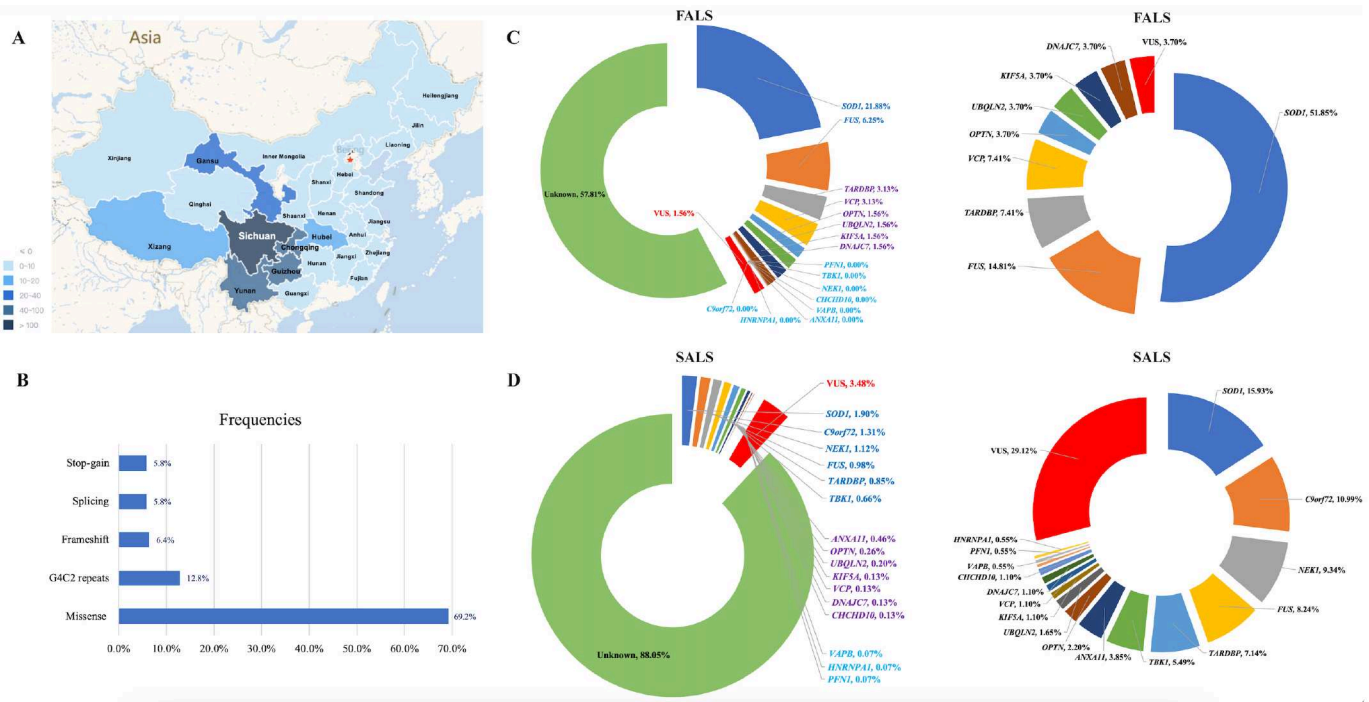 A
Asia
Heilongjiang
Jilin
Liaoning
Beijing
Inner Mongolia
Xinjiang
Gansu
Hebei
Shanxi
Shandong
Qinghai
Shaanxi
Henan
Jiangsu
Xizang
Sichuan
Hubei
Anhui
Chongqing
Zhejiang
Hunan
Jiangxi
Guizhou
Fujian
Yunan
Guangxi
< 0
0-10
10-20
20-40
40-100
> 100
B
Frequencies
Stop-gain
5.8%
Splicing
5.8%
Frameshift
6.4%
G4C2 repeats
12.8%
Missense
69.2%
0.0% 10.0% 20.0% 30.0% 40.0% 50.0% 60.0% 70.0%
C
FALS
SOD1, 21.88%
FUS, 6.25%
TARDBP, 3.13%
VCP, 3.13%
OPTN, 1.56%
UBQLN2, 1.56%
KIF5A, 1.56%
DNAJC7, 1.56%
PFN1, 0.00%
TBK1, 0.00%
NEK1, 0.00%
CHCHD10, 0.00%
VAPB, 0.00%
ANXA11, 0.00%
HNRNPA1, 0.00%
C9orf72, 0.00%
VUS, 1.56%
Unknown, 57.81%
FALS
VUS, 3.70%
DNAJC7, 3.70%
KIF5A, 3.70%
UBQLN2, 3.70%
OPTN, 3.70%
VCP, 7.41%
TARDBP, 7.41%
FUS, 14.81%
SOD1, 51.85%
D
SALS
VUS, 3.48%
SOD1, 1.90%
C9orf72, 1.31%
NEK1, 1.12%
FUS, 0.98%
TARDBP, 0.85%
TBK1, 0.66%
ANXA11, 0.46%
OPTN, 0.26%
UBQLN2, 0.20%
KIF5A, 0.13%
VCP, 0.13%
DNAJC7, 0.13%
CHCHD10, 0.13%
VAPB, 0.07%
HNRNPA1, 0.07%
PFN1, 0.07%
Unknown, 88.05%
SALS
SOD1, 15.93%
C9orf72, 10.99%
NEK1, 9.34%
FUS, 8.24%
TARDBP, 7.14%
TBK1, 5.49%
ANXA11, 3.85%
OPTN, 2.20%
UBQLN2, 1.65%
KIF5A, 1.10%
VCP, 1.10%
DNAJC7, 1.10%
CHCHD10, 1.10%
VAPB, 0.55%
PFN1, 0.55%
HNRNPA1, 0.55%
VUS, 29.12%